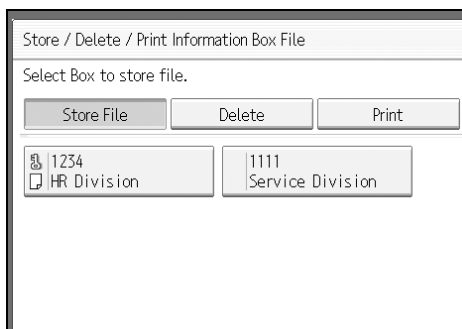 Store / Delete / Print Information Box File
Select Box to store file.
Store File Delete Print
1234 1111
HR Division Service Division